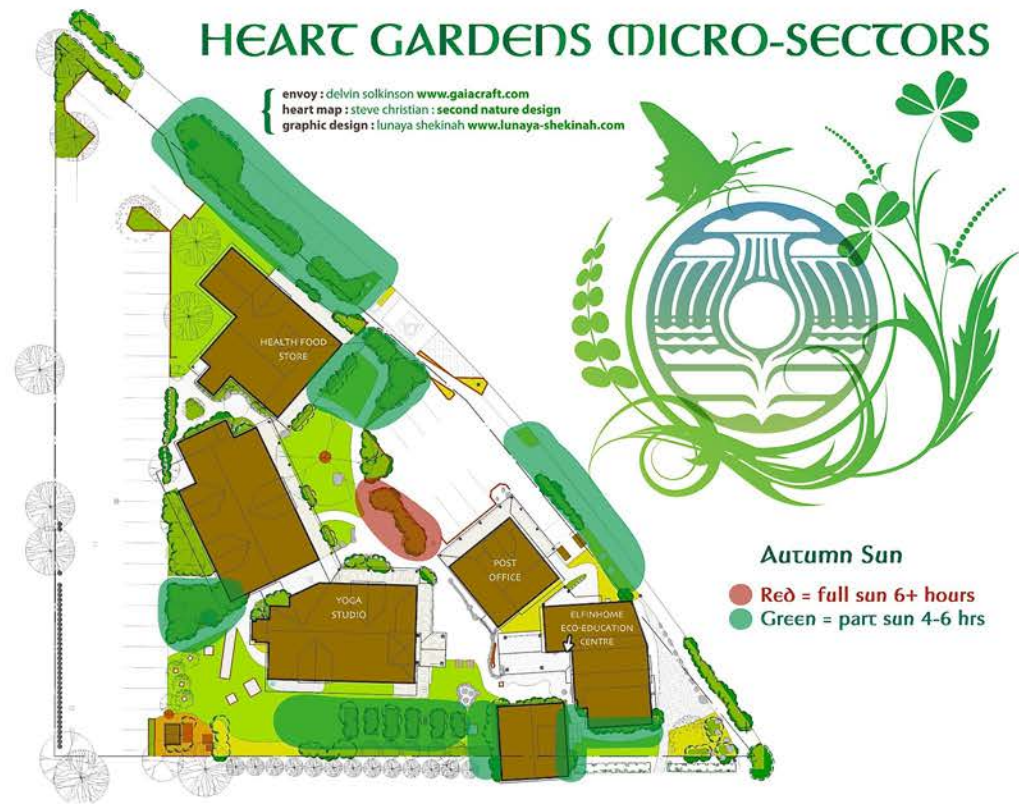 HEART GARDENS MICRO-SECTORS
envoy : delvin solkinson www.gaiacraft.com
heart map : steve christian : second nature design
graphic design : lunaya shekinah www.lunaya-shekinah.com
HEALTH FOOD
STORE
POST
OFFICE
YOGA
STUDIO
ELFINHOME
ECO-EDUCATION
CENTRE
Autumn Sun
Red = full sun 6+ hours
Green = part sun 4-6 hrs